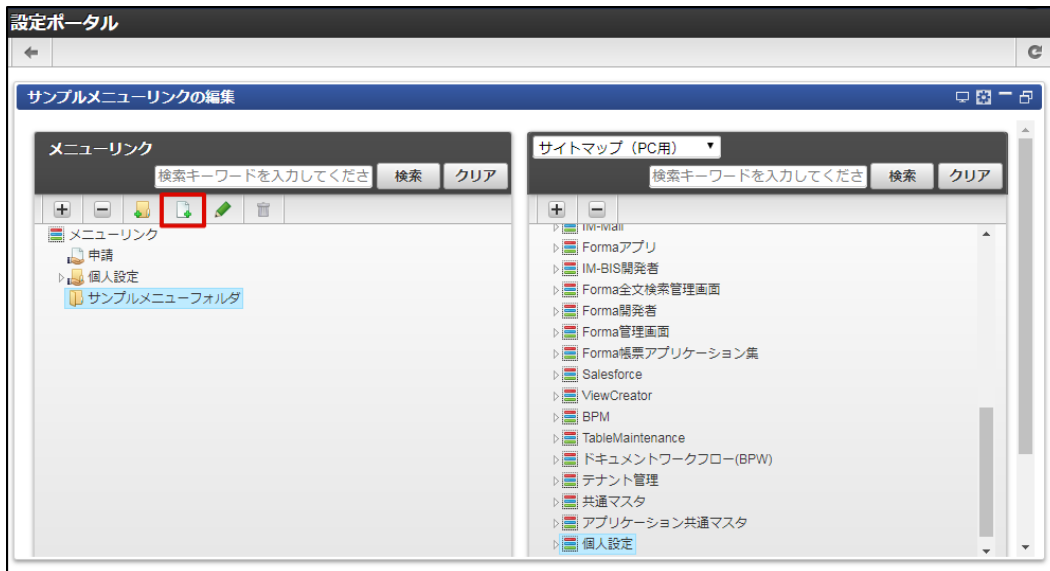 設定ポータル
サンプルメニューリンクの編集
メニューリンク
検索キーワードを入力してくださ 検索 クリア
メニューリンク
申請
個人設定
サンプルメニューフォルダ
サイトマップ（PC用）
検索キーワードを入力してくださ 検索 クリア
IM-Mail
Formaアプリ
IM-BIS開発者
Forma全文検索管理画面
Forma開発者
Forma管理画面
Forma帳票アプリケーション集
Salesforce
ViewCreator
BPM
TableMaintenance
ドキュメントワークフロー(BPW)
テナント管理
共通マスタ
アプリケーション共通マスタ
個人設定